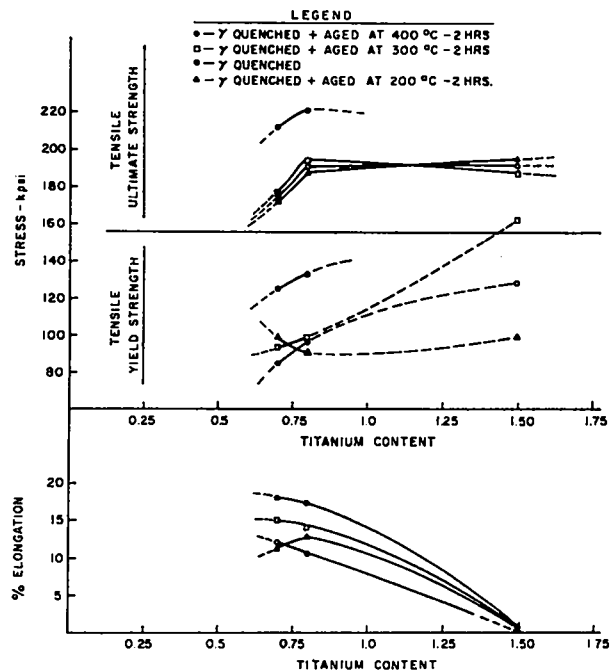 LEGEND
γ QUENCHED + AGED AT 400 °C -2 HRS
γ QUENCHED + AGED AT 300 °C -2 HRS
γ QUENCHED
γ QUENCHED + AGED AT 200 °C -2 HRS.
TENSILE
ULTIMATE STRENGTH
220
200
180
160
STRESS - kpsi
TENSILE
YIELD STRENGTH
140
120
100
80
0.25
0.50
0.75
1.0
1.25
1.50
1.75
TITANIUM CONTENT
% ELONGATION
20
15
10
5
0.25
0.50
0.75
1.0
1.25
1.50
1.75
TITANIUM CONTENT